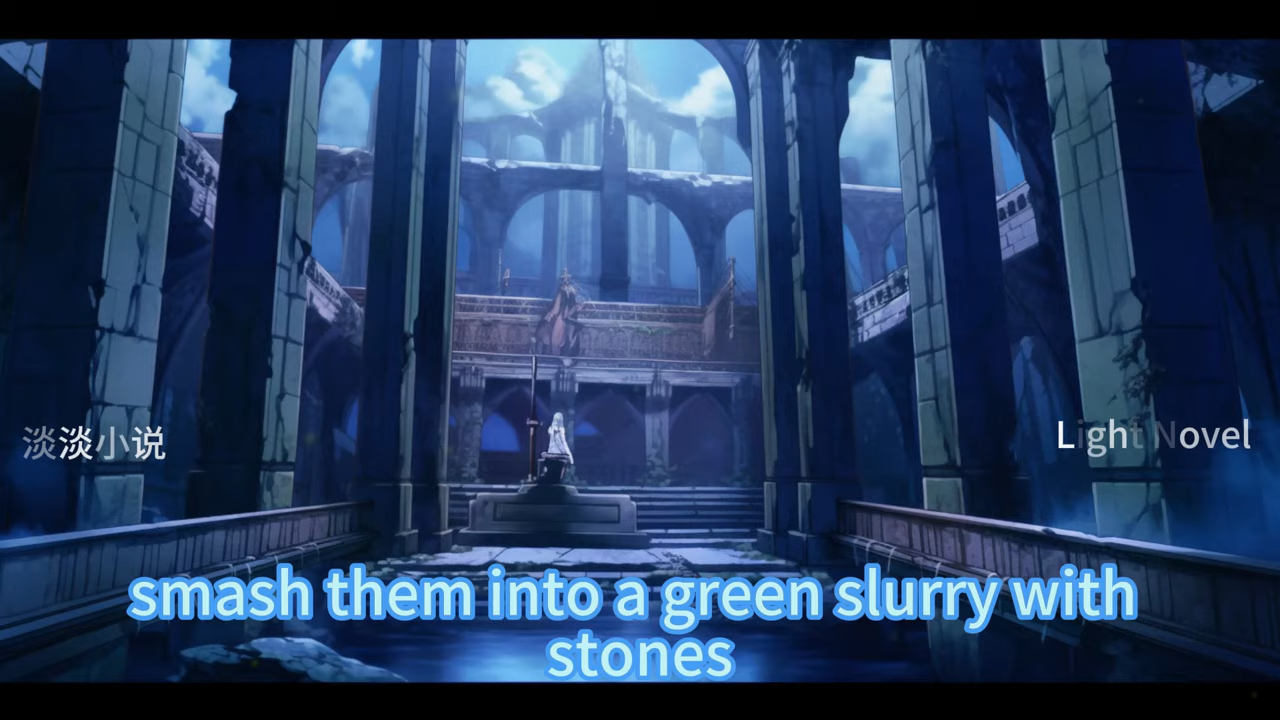 淡淡小说
Light Novel
smash them into a green slurry with
stones